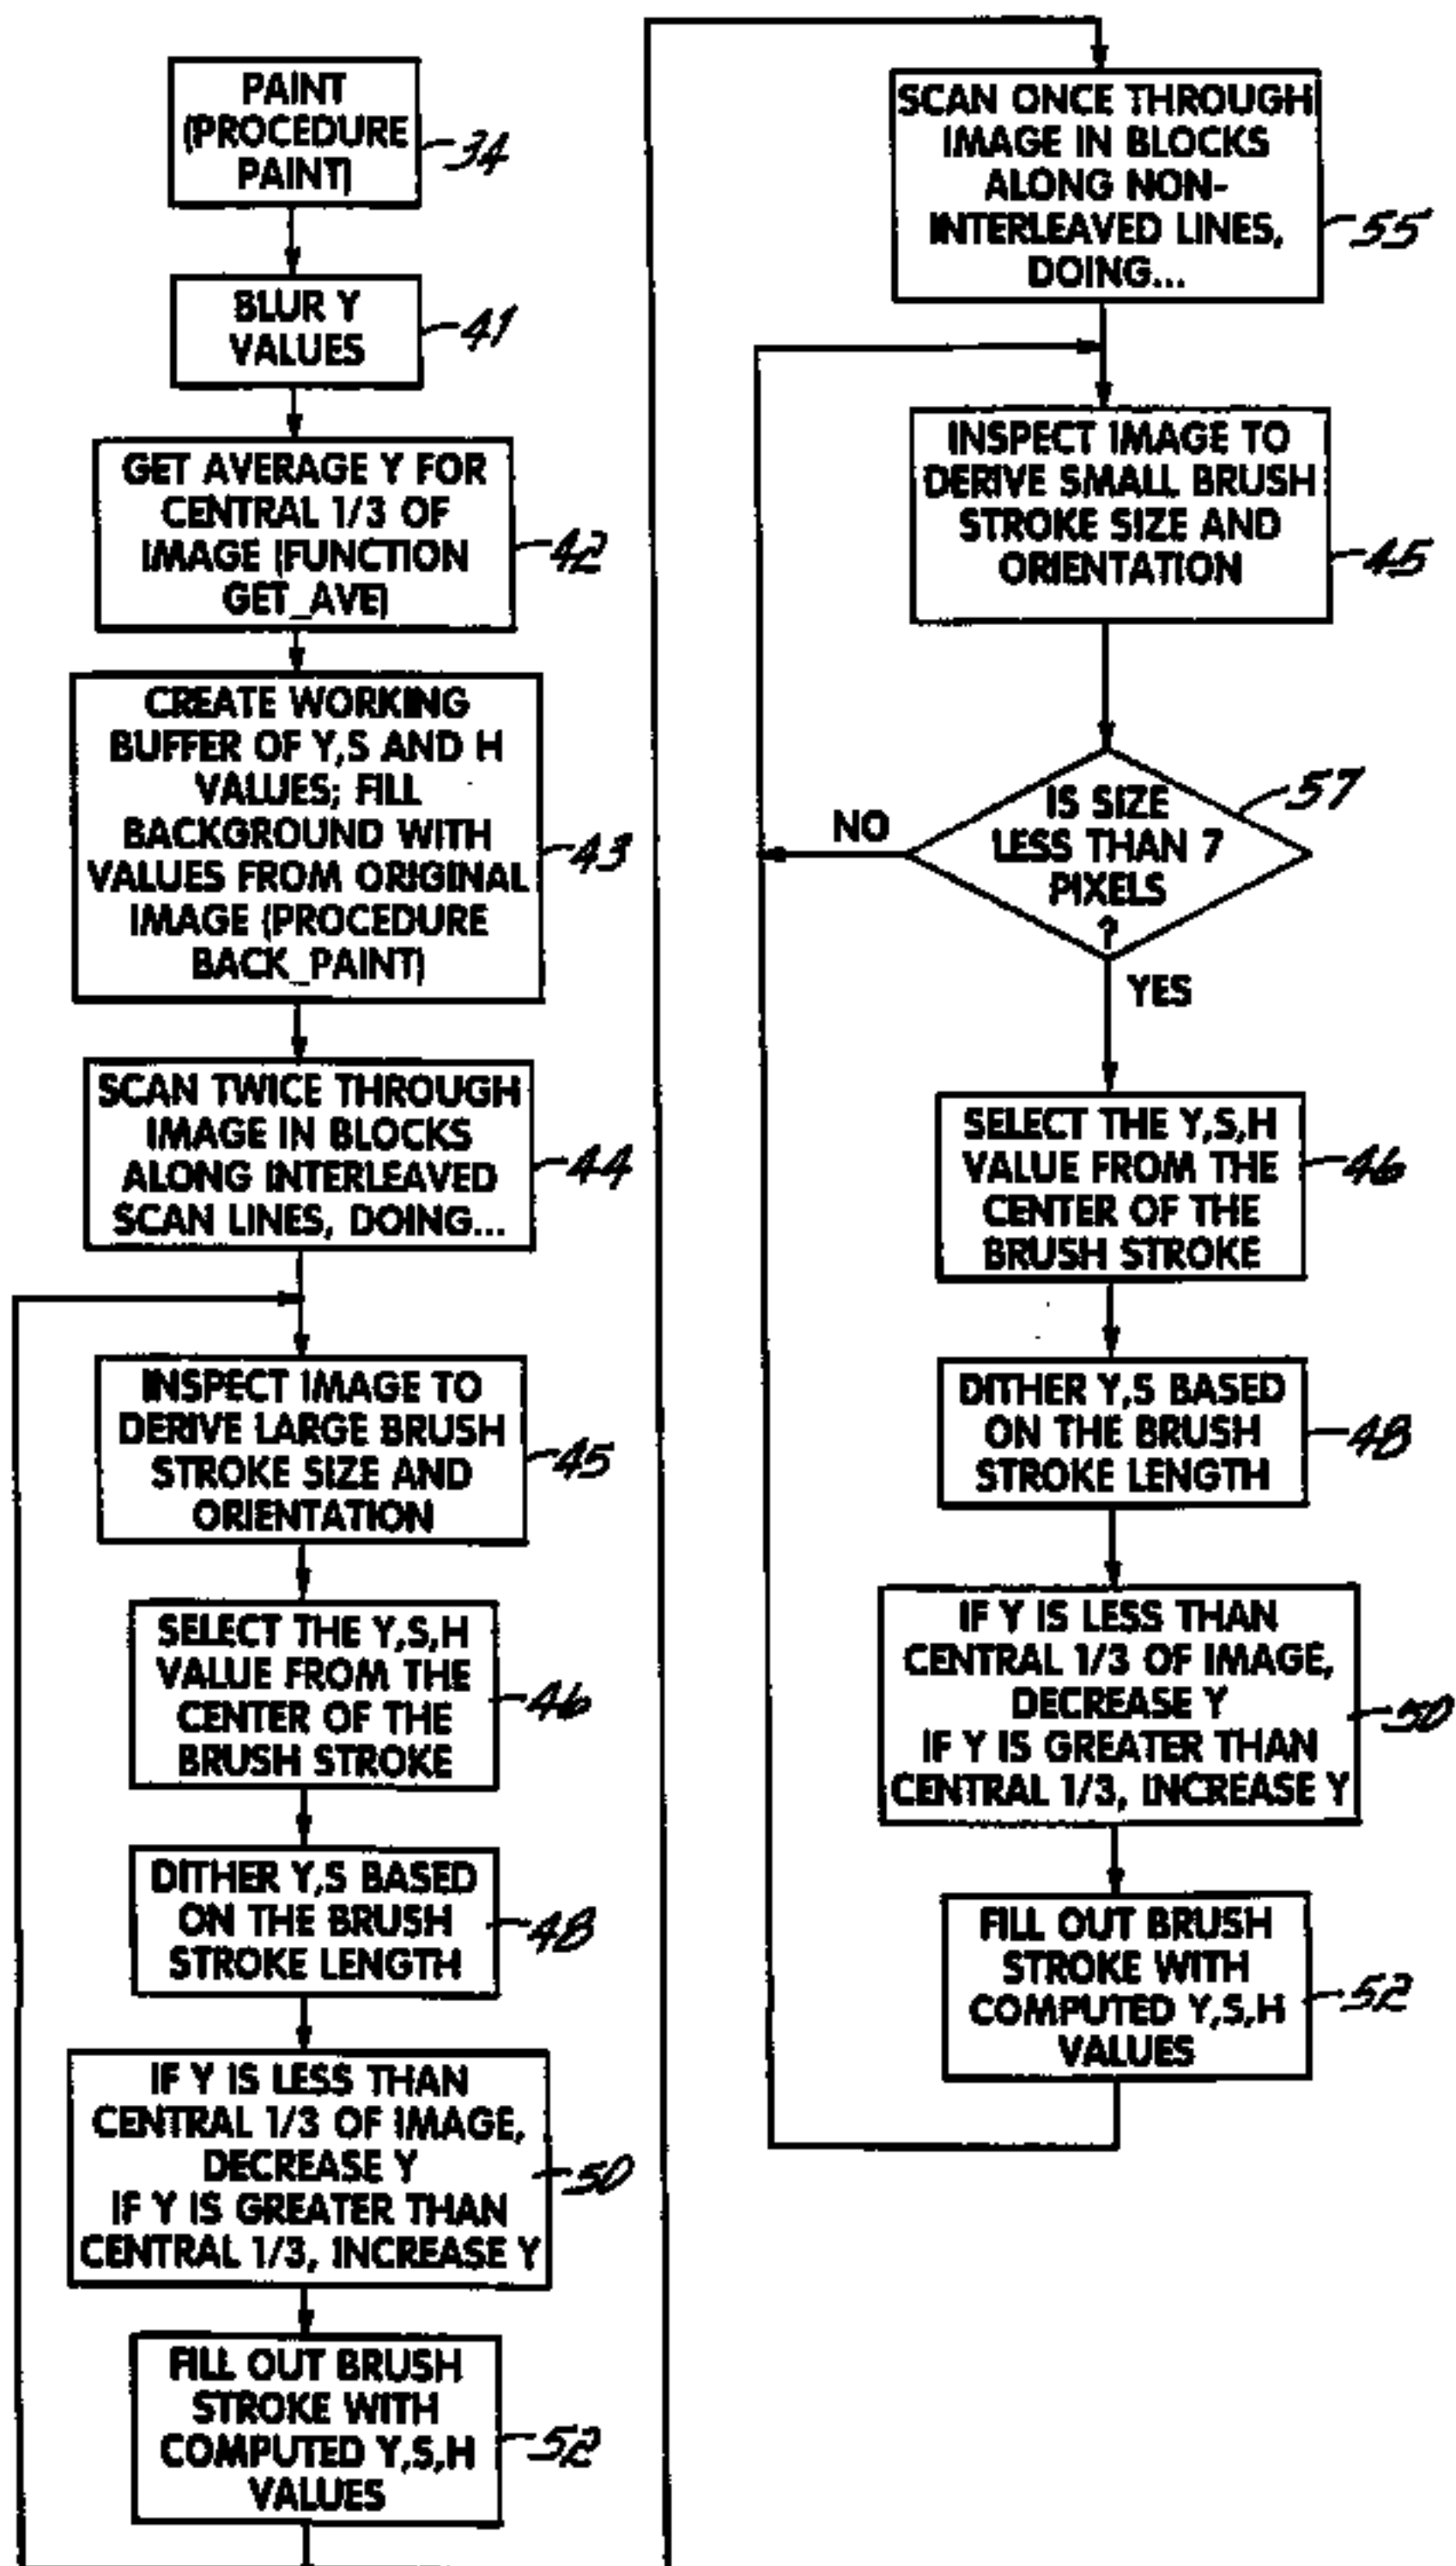 PAINT
(PROCEDURE
PAINT)
34
BLUR Y
VALUES
41
GET AVERAGE Y FOR
CENTRAL 1/3 OF
IMAGE (FUNCTION
GET_AVE)
42
CREATE WORKING
BUFFER OF Y,S AND H
VALUES; FILL
BACKGROUND WITH
VALUES FROM ORIGINAL
IMAGE (PROCEDURE
BACK_PAINT)
43
SCAN TWICE THROUGH
IMAGE IN BLOCKS
ALONG INTERLEAVED
SCAN LINES, DOING...
44
INSPECT IMAGE TO
DERIVE LARGE BRUSH
STROKE SIZE AND
ORIENTATION
45
SELECT THE Y,S,H
VALUE FROM THE
CENTER OF THE
BRUSH STROKE
46
DITHER Y,S BASED
ON THE BRUSH
STROKE LENGTH
48
IF Y IS LESS THAN
CENTRAL 1/3 OF IMAGE,
DECREASE Y
IF Y IS GREATER THAN
CENTRAL 1/3, INCREASE Y
50
FILL OUT BRUSH
STROKE WITH
COMPUTED Y,S,H
VALUES
52
SCAN ONCE THROUGH
IMAGE IN BLOCKS
ALONG NON-
INTERLEAVED LINES,
DOING...
55
INSPECT IMAGE TO
DERIVE SMALL BRUSH
STROKE SIZE AND
ORIENTATION
45
IS SIZE
LESS THAN 7
PIXELS
?
57
NO
YES
SELECT THE Y,S,H
VALUE FROM THE
CENTER OF THE
BRUSH STROKE
46
DITHER Y,S BASED
ON THE BRUSH
STROKE LENGTH
48
IF Y IS LESS THAN
CENTRAL 1/3 OF IMAGE,
DECREASE Y
IF Y IS GREATER THAN
CENTRAL 1/3, INCREASE Y
50
FILL OUT BRUSH
STROKE WITH
COMPUTED Y,S,H
VALUES
52